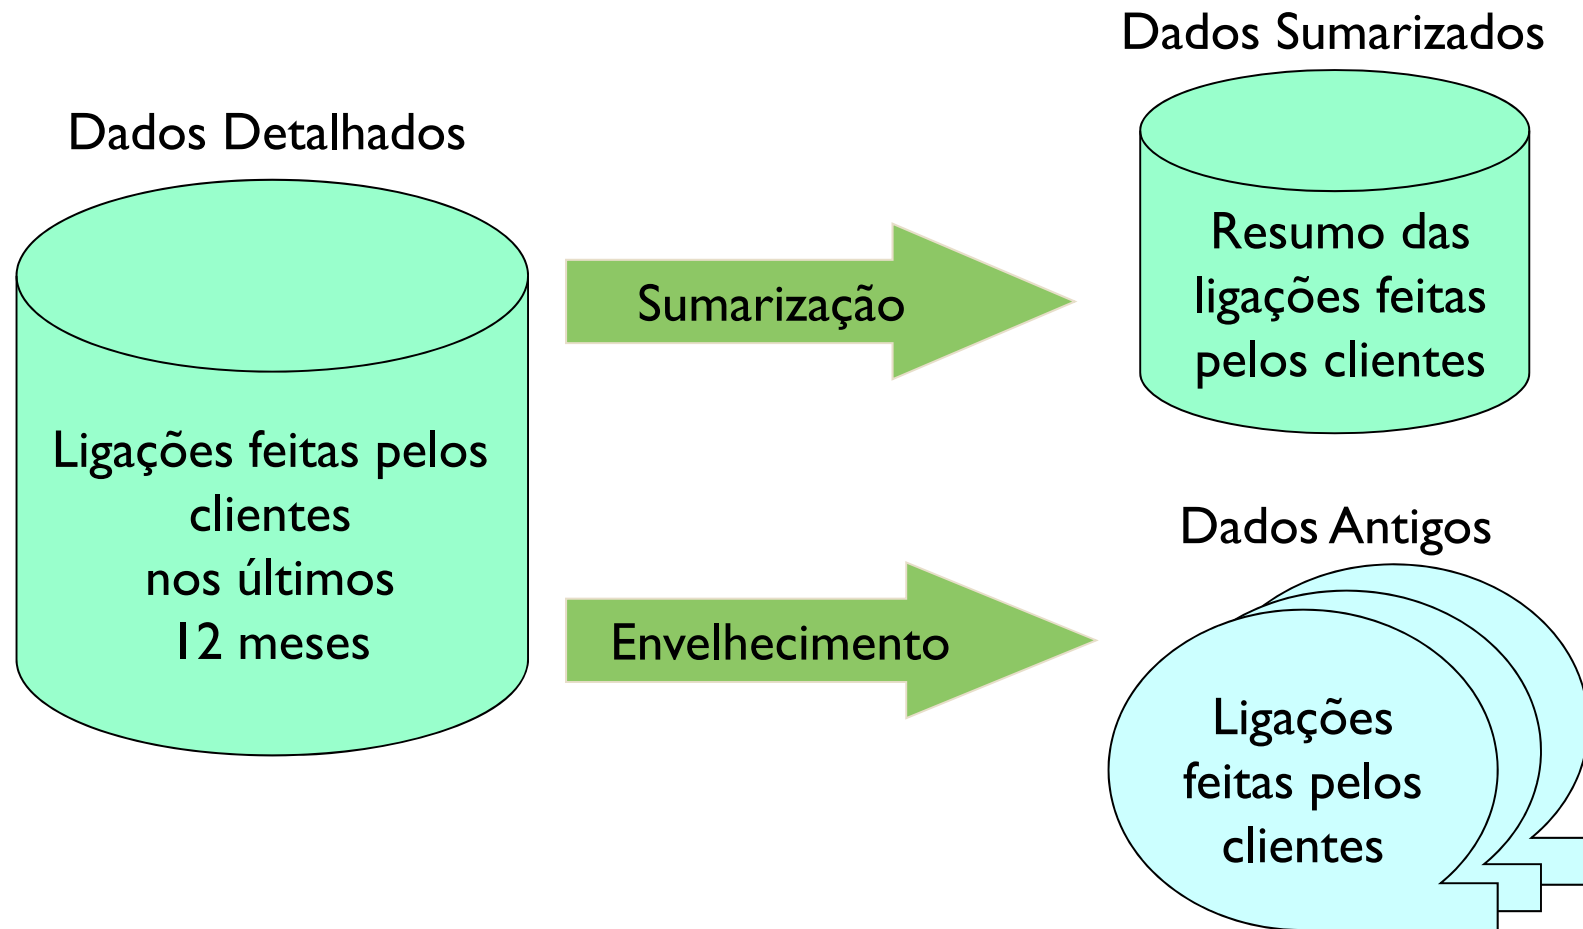 Dados Detalhados
Ligações feitas pelos
clientes
nos últimos
12 meses
Sumarização
Envelhecimento
Dados Sumarizados
Resumo das
ligações feitas
pelos clientes
Dados Antigos
Ligações
feitas pelos
clientes